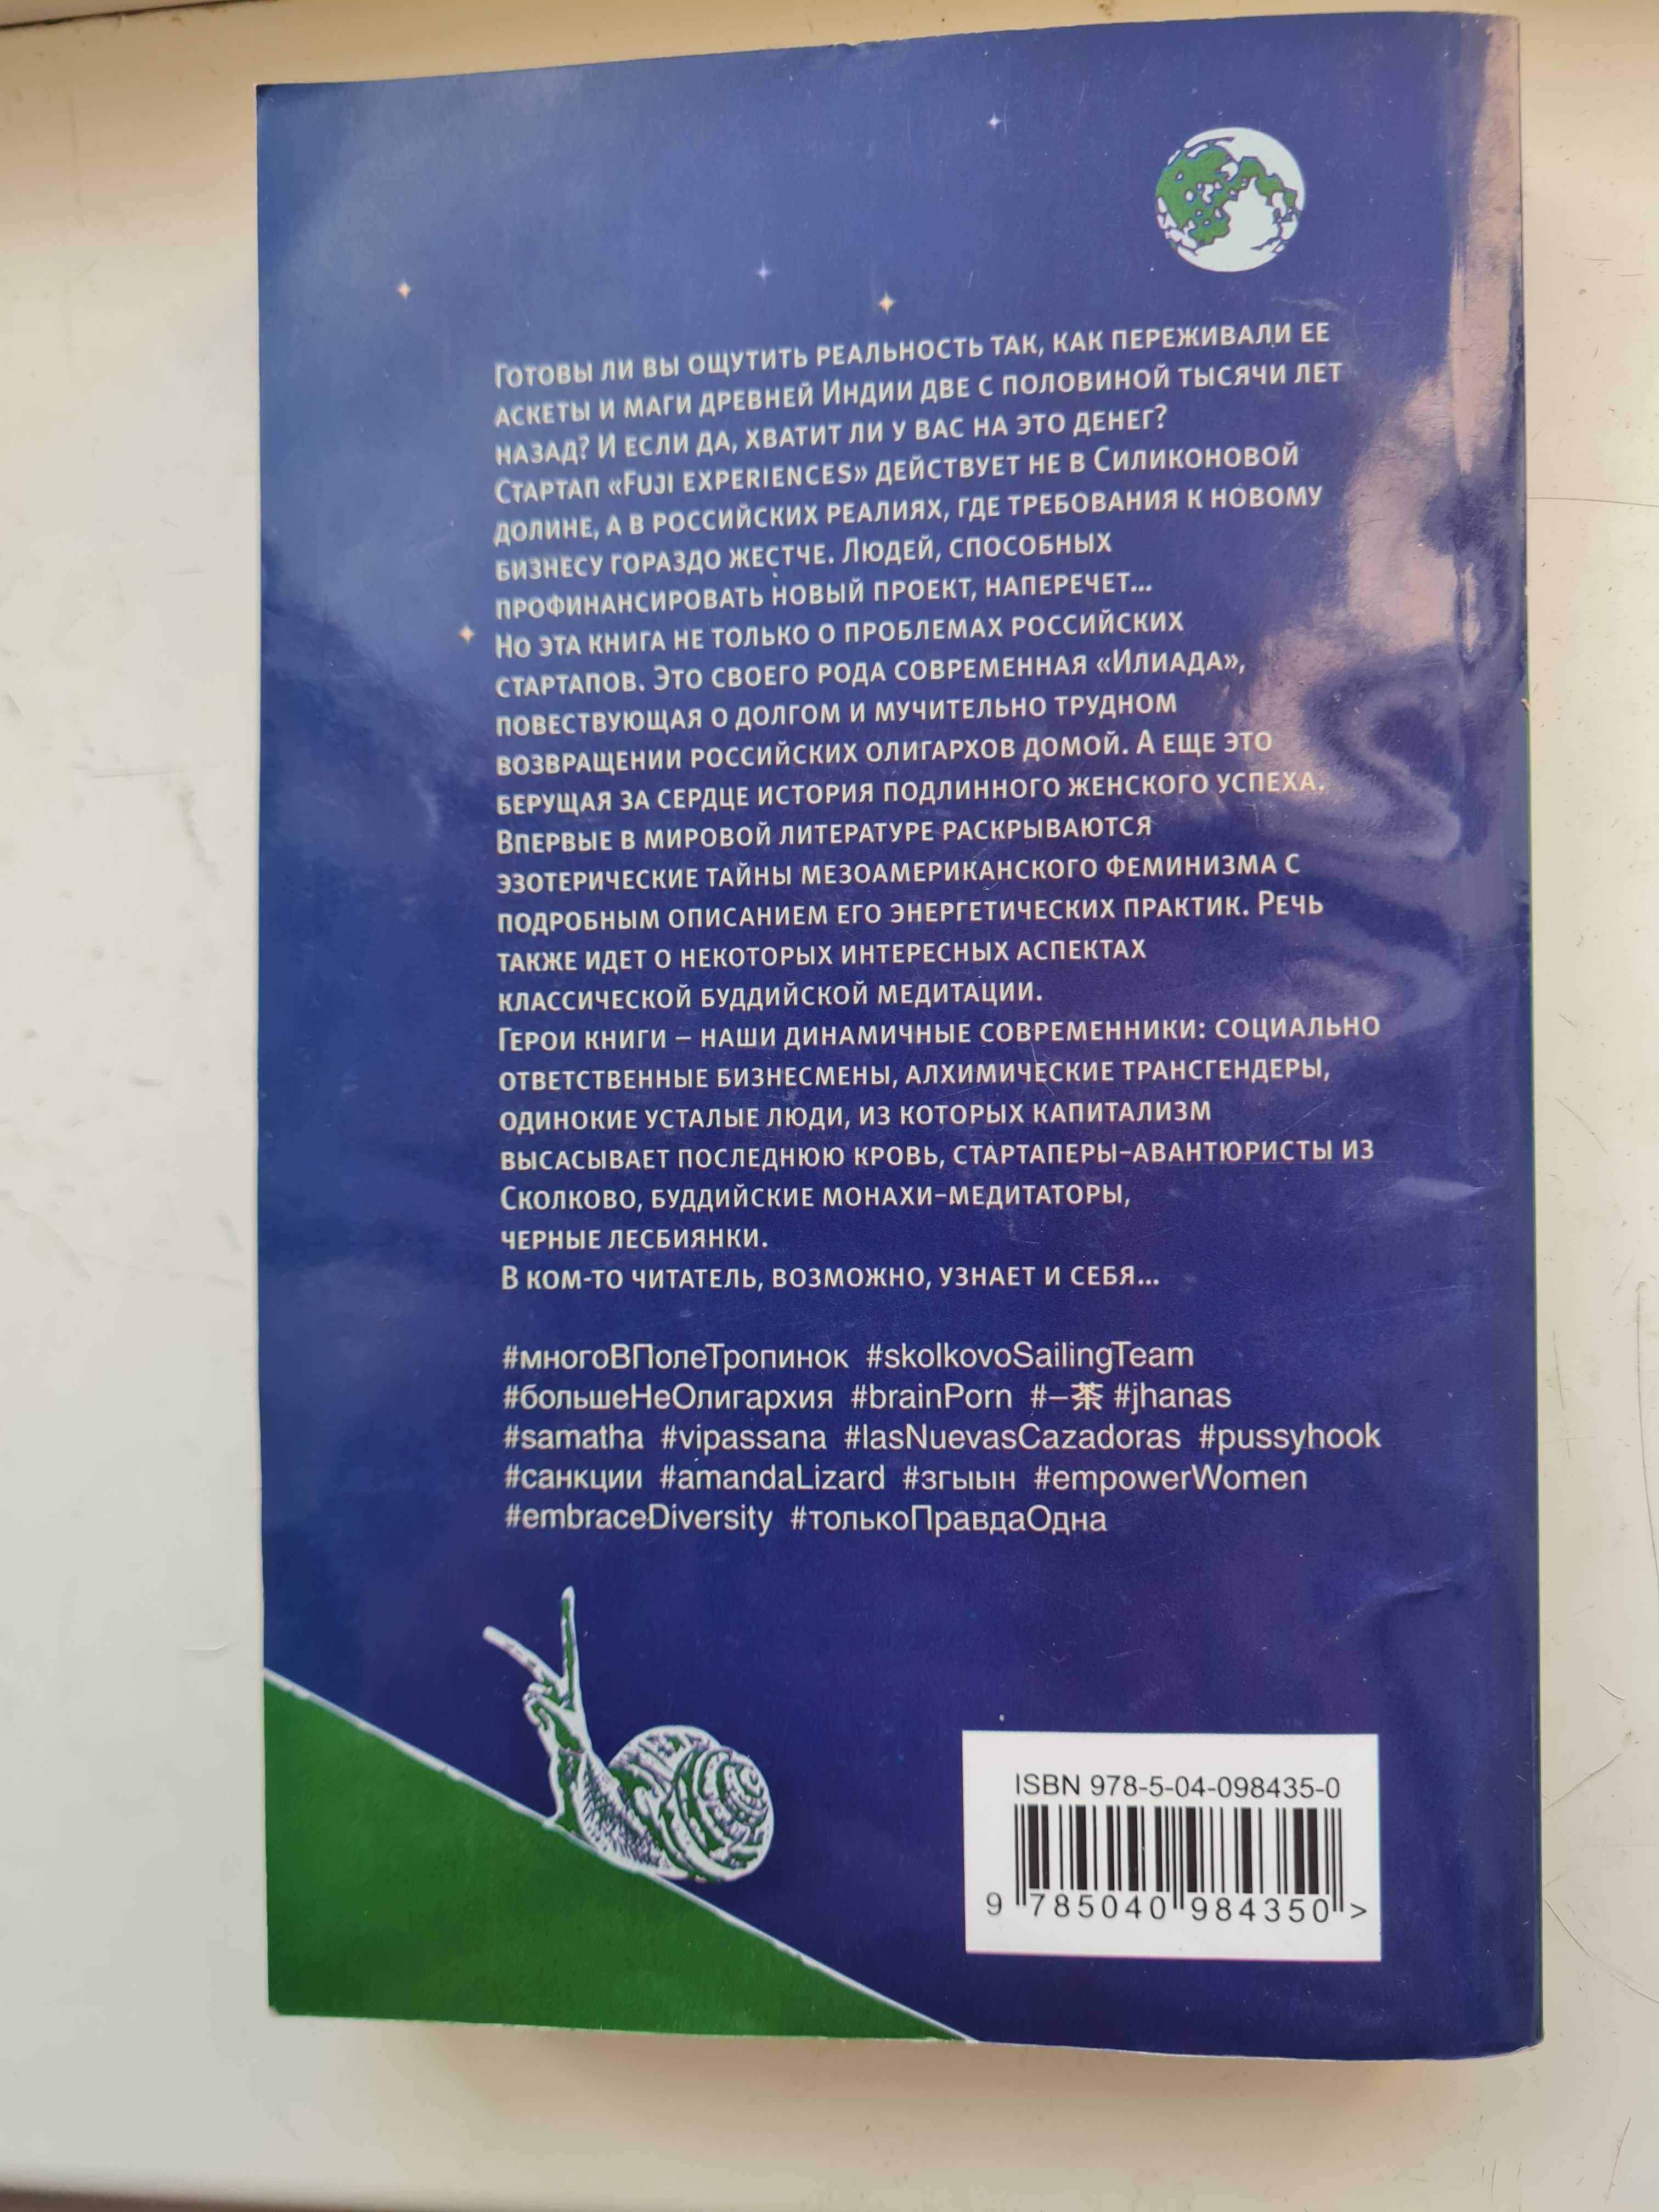 Готовы ли вы ощутить реальность так, как переживали ее
аскеты и маги древней Индии две с половиной тысячи лет
назад? И если да, хватит ли у вас на это денег?
Стартап «Fuji experiences» действует не в Силиконовой
долине, а в российских реалиях, где требования к новому
бизнесу гораздо жестче. Людей, способных
профинансировать новый проект, наперечет...
Но эта книга не только о проблемах российских
стартапов. Это своего рода современная «Илиада»,
повествующая о долгом и мучительно трудном
возвращении российских олигархов домой. А еще это
берущая за сердце история подлинного женского успеха.
Впервые в мировой литературе раскрываются
эзотерические тайны мезоамериканского феминизма с
подробным описанием его энергетических практик. Речь
также идет о некоторых интересных аспектах
классической буддийской медитации.
Герои книги – наши динамичные современники: социально
ответственные бизнесмены, алхимические трансгендеры,
одинокие усталые люди, из которых капитализм
высасывает последнюю кровь, стартаперы-авантюристы из
Сколково, буддийские монахи-медитаторы,
черные лесбиянки.
В ком-то читатель, возможно, узнает и себя...
#многоВПолеТропинок #skolkovoSailingTeam
#большеНеОлигархия #brainPorn #一茶 #jhanas
#samatha #vipassana #lasNuevasCazadoras #pussyhook
#санкции #amandaLizard #згыын #empowerWomen
#embraceDiversity #толькоПравдаОдна
ISBN 978-5-04-098435-0
9 785040 984350 >